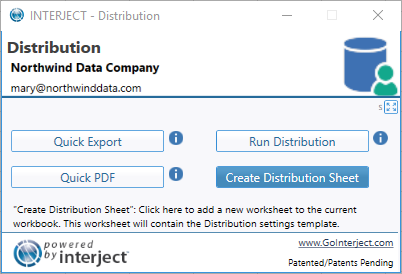 INTERJECT - Distribution
Distribution
Northwind Data Company
mary@northwinddata.com
s
Quick Export
Run Distribution
Quick PDF
Create Distribution Sheet
"Create Distribution Sheet": Click here to add a new worksheet to the current
workbook. This worksheet will contain the Distribution settings template.
powered
by interject®
www.GoInterject.com
Patented/Patents Pending